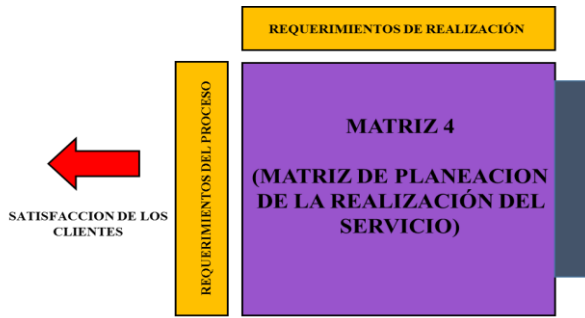 REQUERIMIENTOS DE REALIZACIÓN
REQUERIMIENTOS DEL PROCESO
MATRIZ 4
(MATRIZ DE PLANEACION
DE LA REALIZACIÓN DEL
SERVICIO)
SATISFACCION DE LOS
CLIENTES